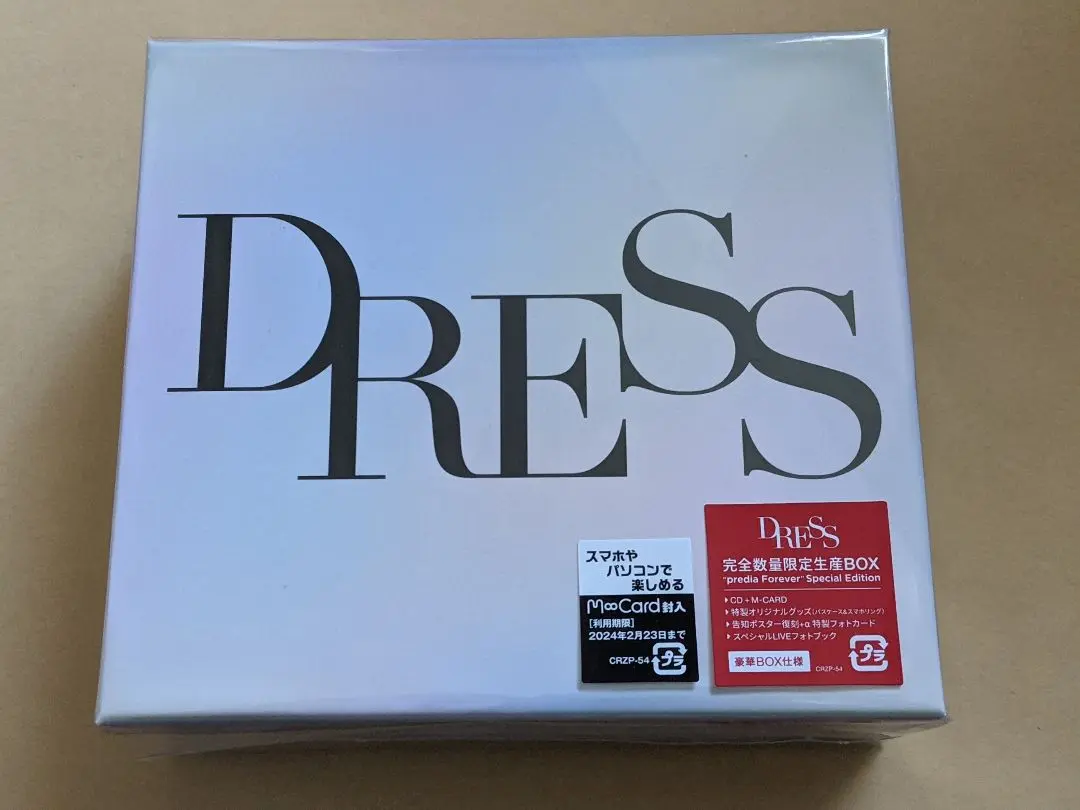 DRESS
スマホや
パソコンで
楽しめる
M∞Card封入
[利用期限]
2024年2月23日まで
CRZP-54
プラ
DRESS
完全数量限定生産BOX
"predia Forever" Special Edition
▶CD+M-CARD
▶特製オリジナルグッズ(パスケース&スマホリング)
▶告知ポスター復刻+α 特製フォトカード
▶スペシャルLIVEフォトブック
豪華BOX仕様
CRZP-54
プラ